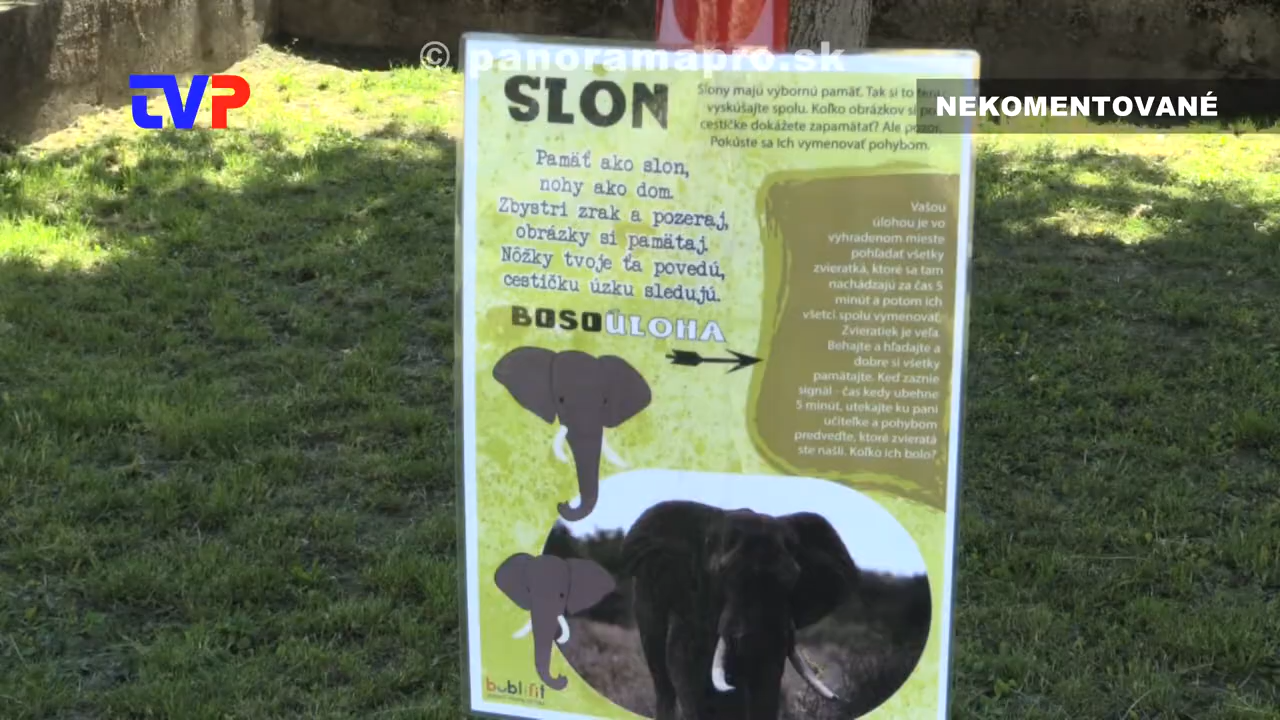 © panoramapro.sk
TVP
NEKOMENTOVANÉ
SLON
Slony majú výbornú pamäť. Tak si to
vyskúšajte spolu. Koľko obrázkov si
cestičke dokážete zapamätať? Ale pozor,
Pokúste sa ich vymenovať pohybom.
Pamäť ako slon,
nohy ako dom.
Zbystri zrak a pozeraj,
obrázky si pamätaj.
Nôžky tvoje ťa povedú,
cestičku úzku sledujú.
BOSOÚLOHA
Vašou
úlohou je vo
vyhradenom mieste
pohľadať všetky
zvieratká, ktoré sa tam
nachádzajú za čas 5
minút a potom ich
všetci spolu vymenovať.
Zvieratiek je veľa.
Behajte a hľadajte a
dobre si všetky
pamätajte. Keď zaznie
signál - čas kedy ubehne
5 minút, utekajte ku pani
učiteľke a pohybom
predveďte, ktoré zvieratá
ste našli. Koľko ich bolo?
bublifit